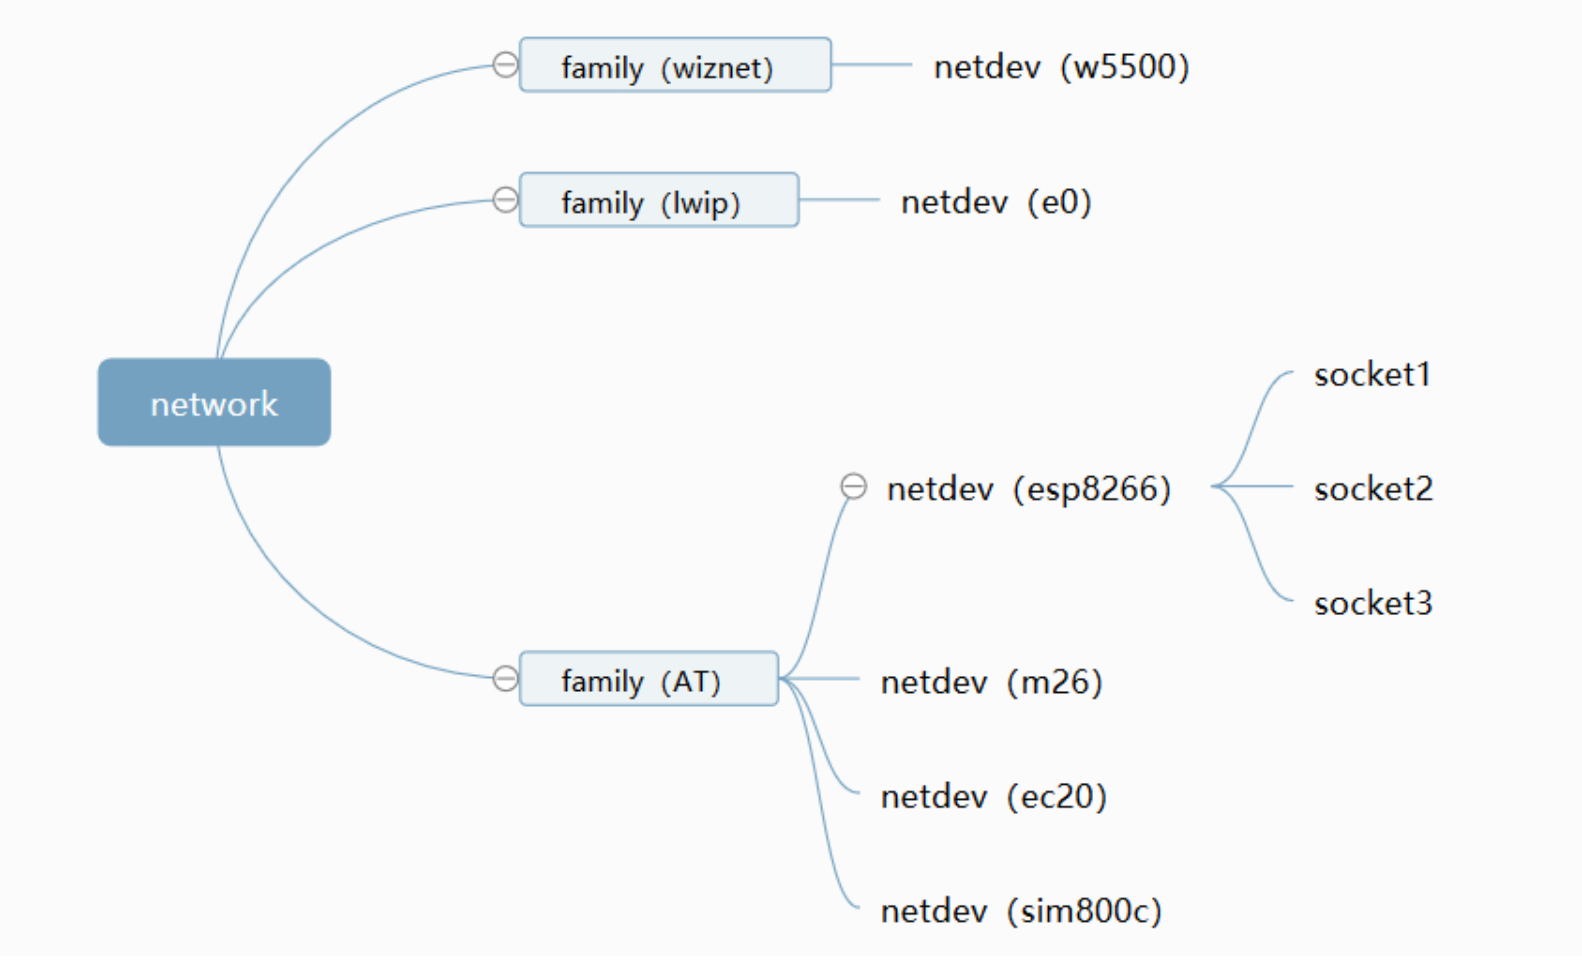 family (wiznet)
netdev (w5500)
family (lwip)
netdev (e0)
network
socket1
netdev (esp8266)
socket2
socket3
family (AT)
netdev (m26)
netdev (ec20)
netdev (sim800c)